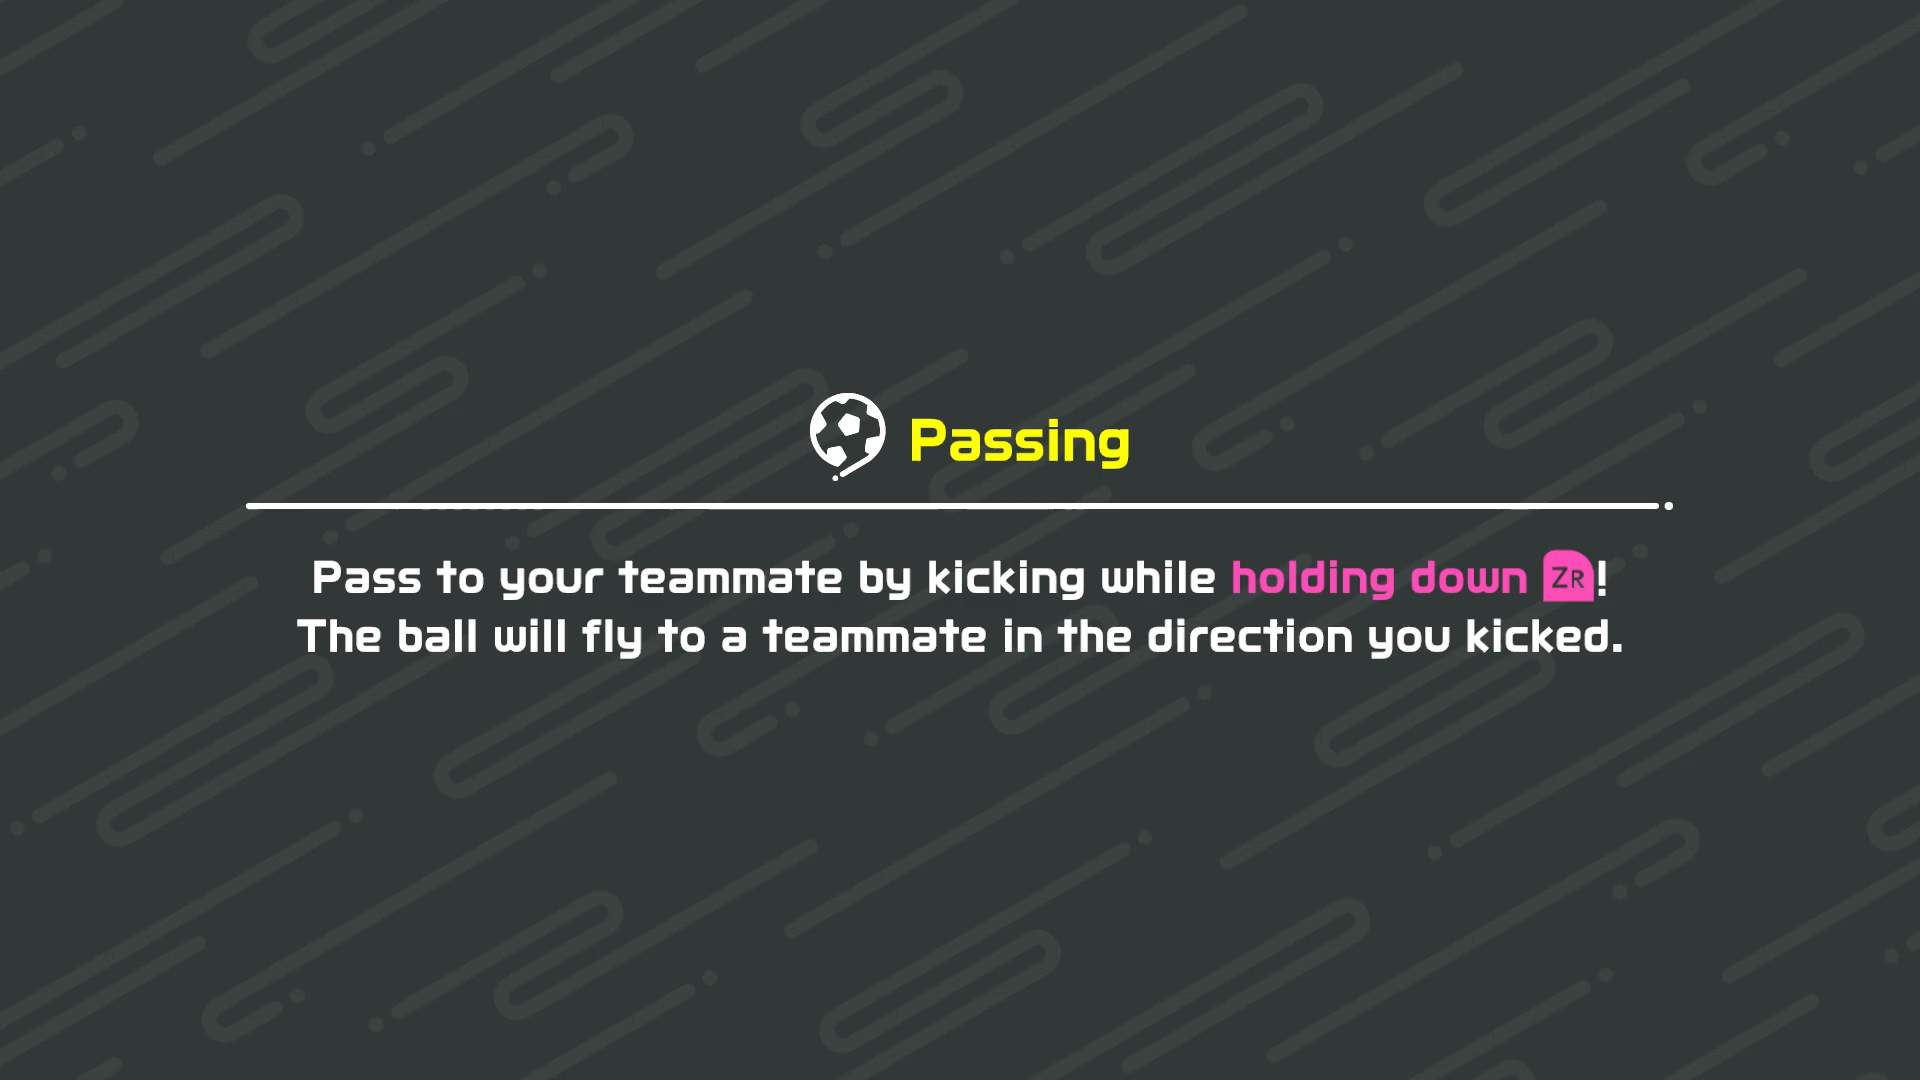 Passing
Pass to your teammate by kicking while holding down ZR!
The ball will fly to a teammate in the direction you kicked.